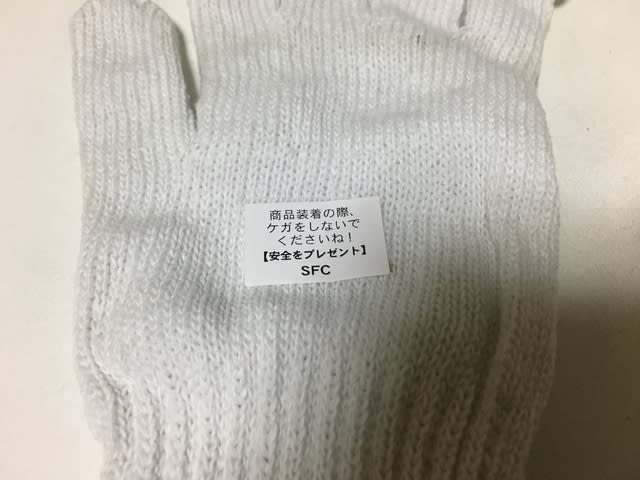 商品装着の際、
ケガをしないで
くださいね！
【安全をプレゼント】
SFC